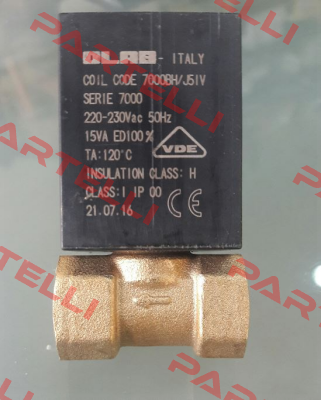 OLAB - ITALY
COIL CODE 7000BH/J5IV
SERIE 7000
220-230Vac 50Hz
15VA ED100%
VDE
TA:120°C
INSULATION CLASS: H
CLASS:I IP 00
21.07.16 CE
PARTELLI
PARTELLI
PARTELLI